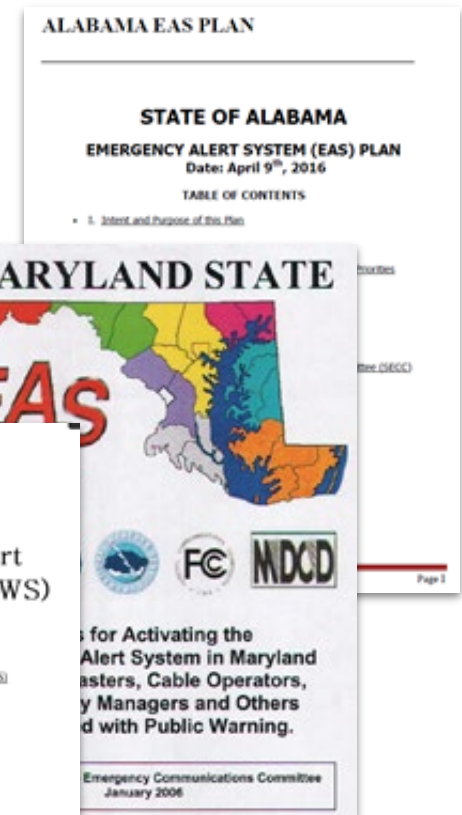 ALABAMA EAS PLAN
STATE OF ALABAMA
EMERGENCY ALERT SYSTEM (EAS) PLAN
Date: April 9th, 2016
TABLE OF CONTENTS
• 1. Intent and Purpose of this Plan
Priorities
(SECC)
Page 1
ARYLAND STATE
EAS
FC
MDCD
for Activating the
Alert System in Maryland
asters, Cable Operators,
y Managers and Others
d with Public Warning.
Emergency Communications Committee
January 2006
rt
WS)